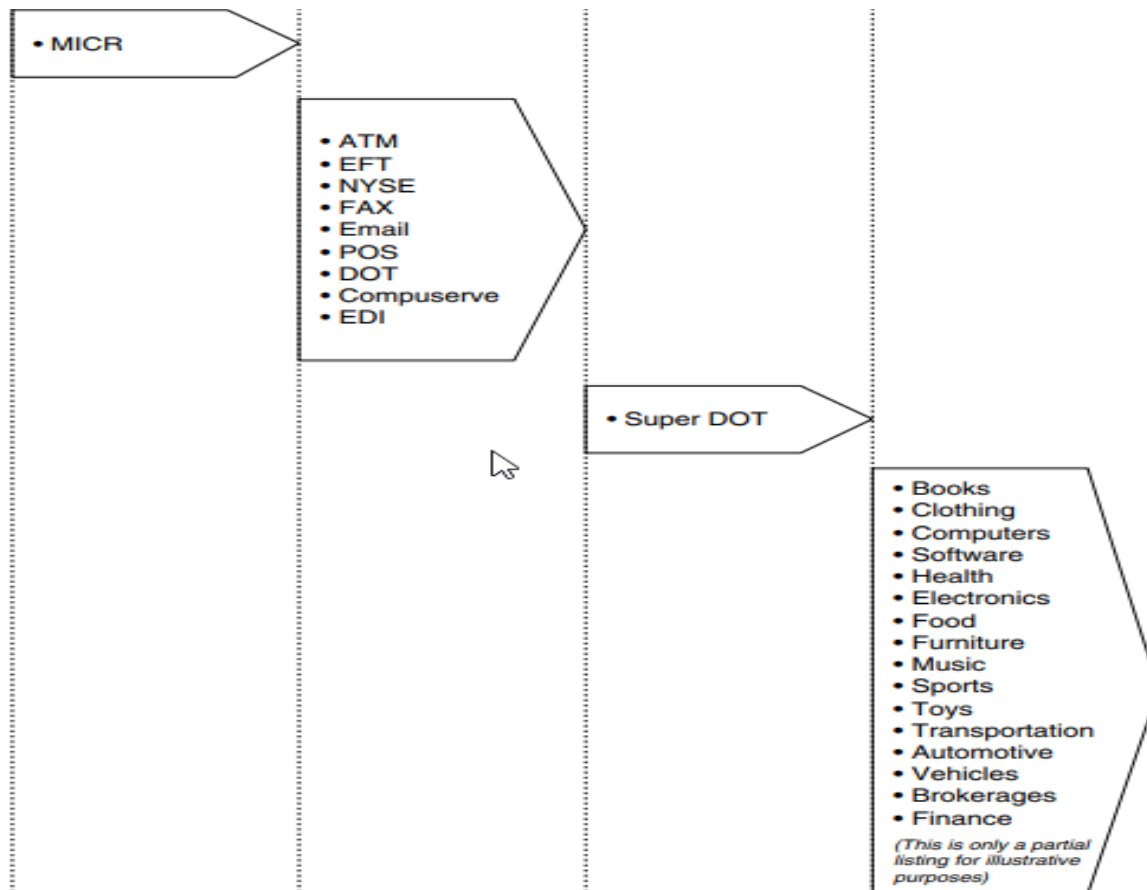 • MICR
• ATM
• EFT
• NYSE
• FAX
• Email
• POS
• DOT
• Compuserve
• EDI
• Super DOT
• Books
• Clothing
• Computers
• Software
• Health
• Electronics
• Food
• Furniture
• Music
• Sports
• Toys
• Transportation
• Automotive
• Vehicles
• Brokerages
• Finance
(This is only a partial
listing for illustrative
purposes)